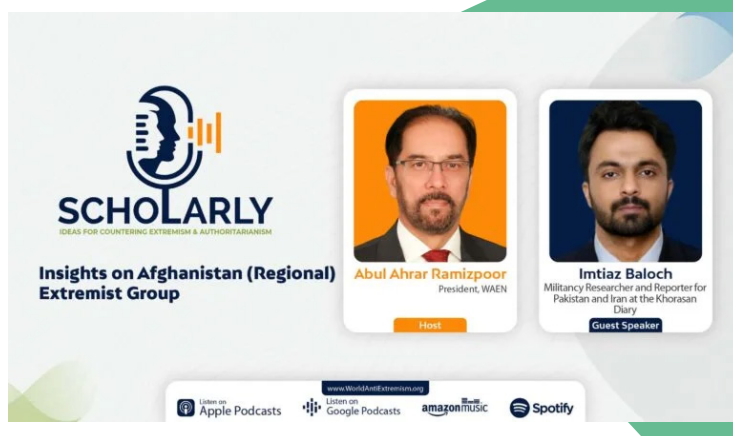 SCHOLARLY
IDEAS FOR COUNTERING EXTREMISM & AUTHORITARIANISM
Insights on Afghanistan (Regional)
Extremist Group
Abul Ahrar Ramizpoor
President, WAEN
Host
Imtiaz Baloch
Militancy Researcher and Reporter for
Pakistan and Iran at the Khorasan
Diary
Guest Speaker
www.WorldAntiExtremism.org
Listen on
Apple Podcasts
Listen on
Google Podcasts
amazon music
Spotify